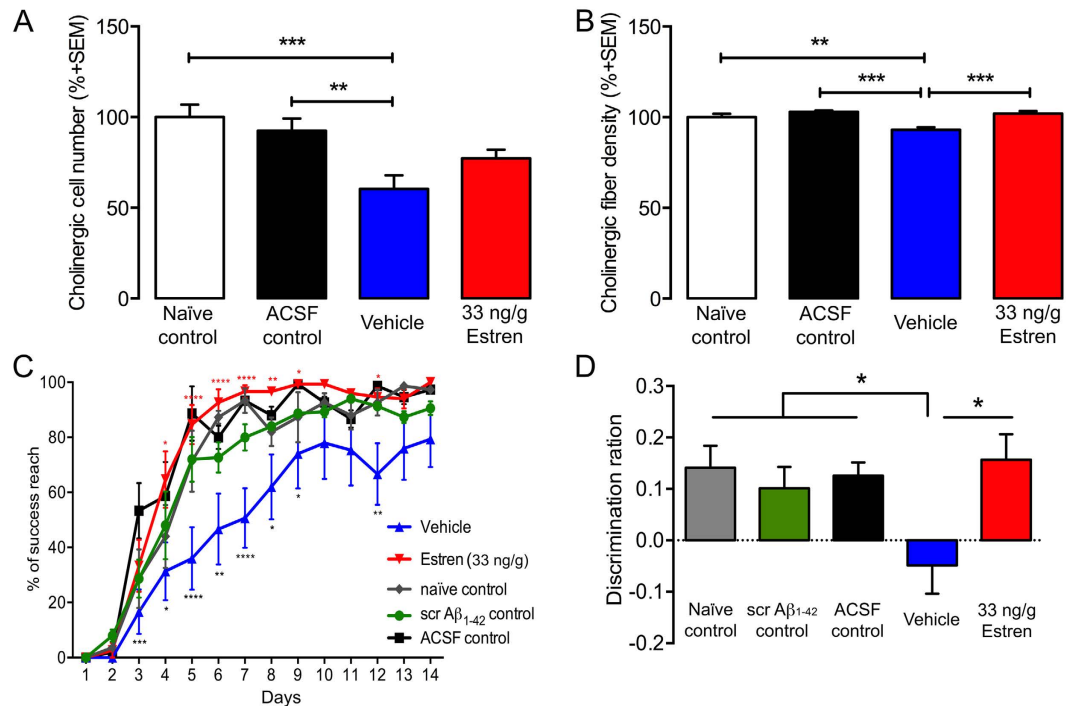 A
Cholinergic cell number (%+SEM)
150
100
50
0
***
**
Naïve control
ACSF control
Vehicle
33 ng/g Estren
B
Cholinergic fiber density (%+SEM)
150
100
50
0
**
***
***
Naïve control
ACSF control
Vehicle
33 ng/g Estren
C
% of success reach
100
80
60
40
20
0
*
****
****
****
**
*
*
***
*
****
**
****
*
*
**
Vehicle
Estren (33 ng/g)
naïve control
scr Aβ1-42 control
ACSF control
1 2 3 4 5 6 7 8 9 10 11 12 13 14
Days
D
Discrimination ration
0.3
0.2
0.1
0.0
-0.1
-0.2
*
*
Naïve control
scr Aβ1-42 control
ACSF control
Vehicle
33 ng/g Estren